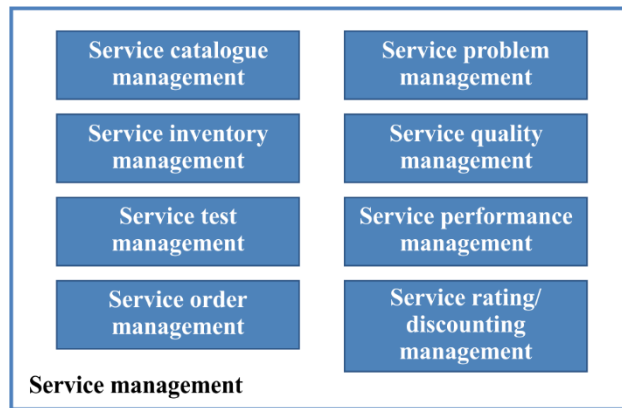 Service catalogue
management
Service problem
management
Service inventory
management
Service quality
management
Service test
management
Service performance
management
Service order
management
Service rating/
discounting
management
Service management